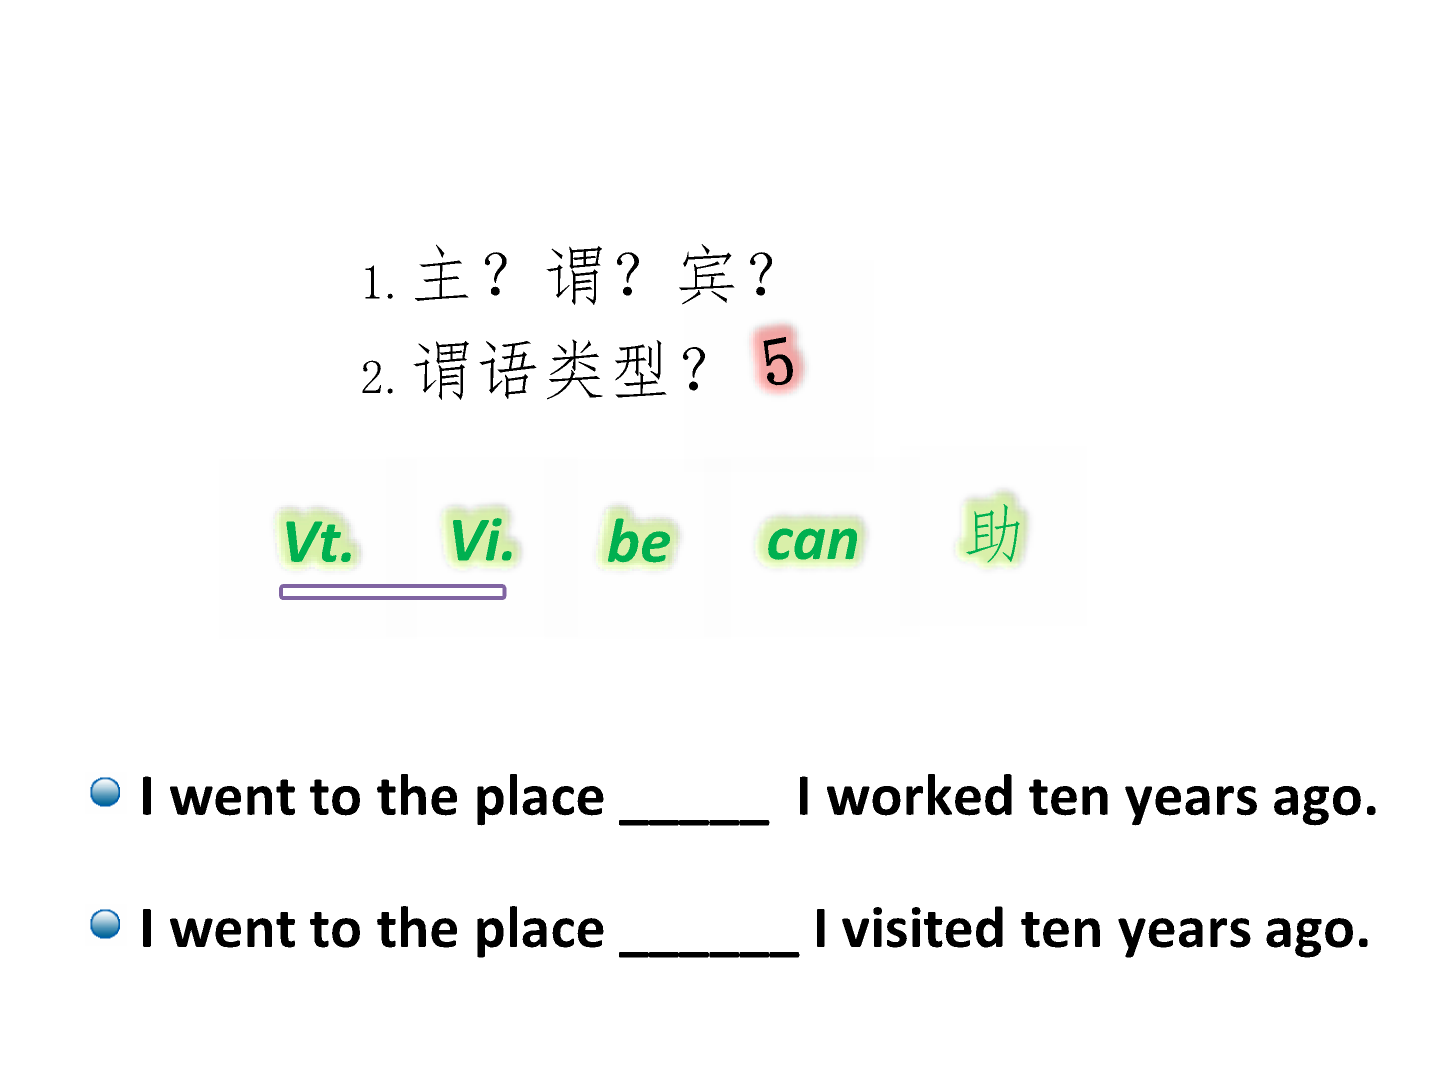 1. 主？谓？宾？
2. 谓语类型？ 5
Vt. Vi. be can 助
I went to the place _____ I worked ten years ago.
I went to the place ______ I visited ten years ago.